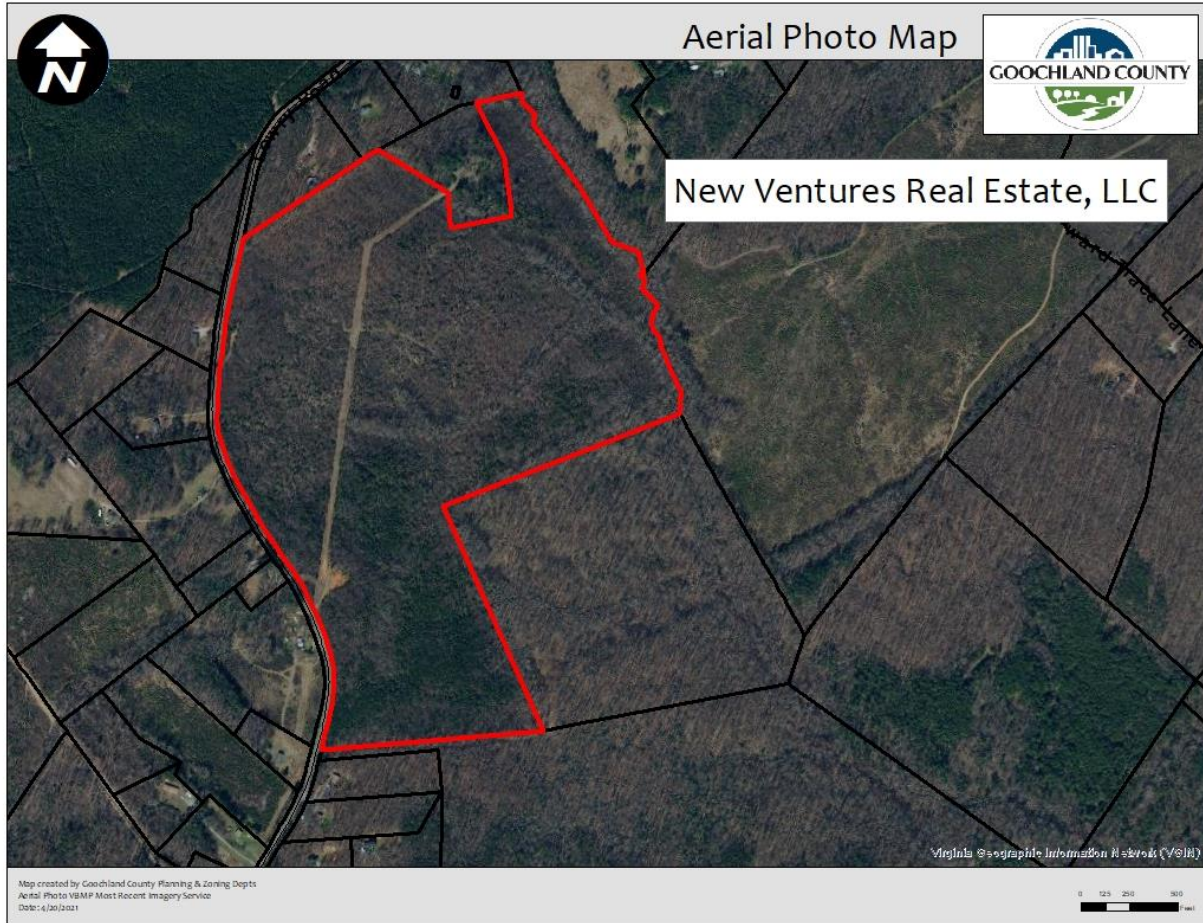 N
Aerial Photo Map
GOOCHLAND COUNTY
New Ventures Real Estate, LLC
Virginia Geographic Information Network (VGIN)
Map created by Goochland County Planning & Zoning Depts
Aerial Photo VBMP Most Recent Imagery Service
Date: 4/20/2021
0 125 250 500
Feet